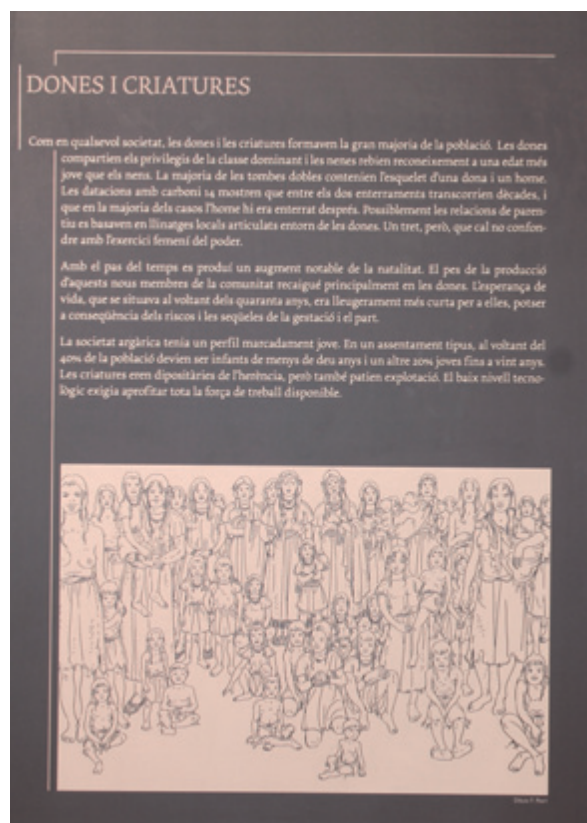 DONES I CRIATURES
Com en qualsevol societat, les dones i les criatures formaven la gran majoria de la població. Les dones
compartien els privilegis de la classe dominant i les nenes rebien reconeixement a una edat més
jove que els nens. La majoria de les tombes dobles contenien l'esquelet d'una dona i un home.
Les datacions amb carboni 14 mostren que entre els dos enterraments transcorrien dècades, i
que en la majoria dels casos l'home hi era enterrat després. Possiblement les relacions de paren-
tiu es basaven en llinatges locals articulats entorn de les dones. Un tret, però, que cal no confon-
dre amb l'exercici femení del poder.
Amb el pas del temps es produí un augment notable de la natalitat. El pes de la producció
d'aquests nous membres de la comunitat recaigué principalment en les dones. L'esperança de
vida, que se situava al voltant dels quaranta anys, era lleugerament més curta per a elles, potser
a conseqüència dels riscos i les seqüeles de la gestació i el part.
La societat argàrica tenia un perfil marcadament jove. En un assentament tipus, al voltant del
40% de la població devien ser infants de menys de deu anys i un altre 20% joves fins a vint anys.
Les criatures eren dipositàries de l'herència, però també patien explotació. El baix nivell tecno-
lògic exigia aprofitar tota la força de treball disponible.